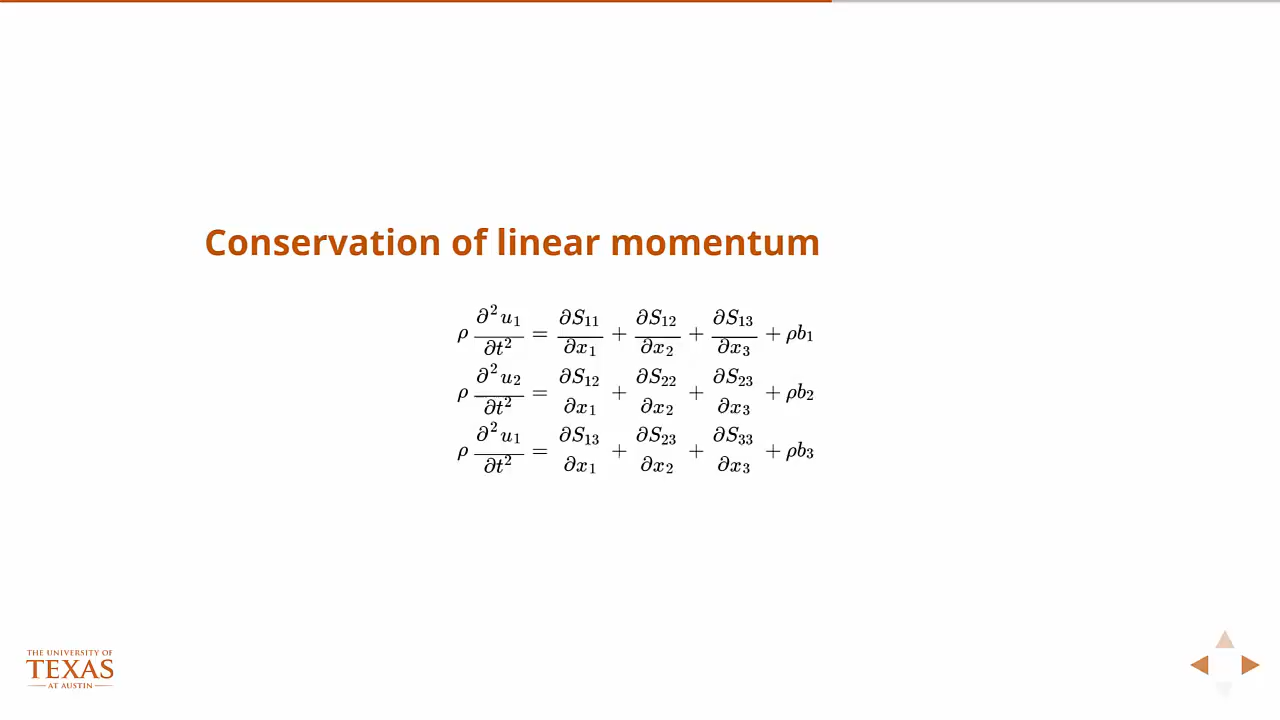 Conservation of linear momentum
ρ ∂²u₁/∂t² = ∂S₁₁/∂x₁ + ∂S₁₂/∂x₂ + ∂S₁₃/∂x₃ + ρb₁
ρ ∂²u₂/∂t² = ∂S₁₂/∂x₁ + ∂S₂₂/∂x₂ + ∂S₂₃/∂x₃ + ρb₂
ρ ∂²u₁/∂t² = ∂S₁₃/∂x₁ + ∂S₂₃/∂x₂ + ∂S₃₃/∂x₃ + ρb₃
THE UNIVERSITY OF
TEXAS
AT AUSTIN